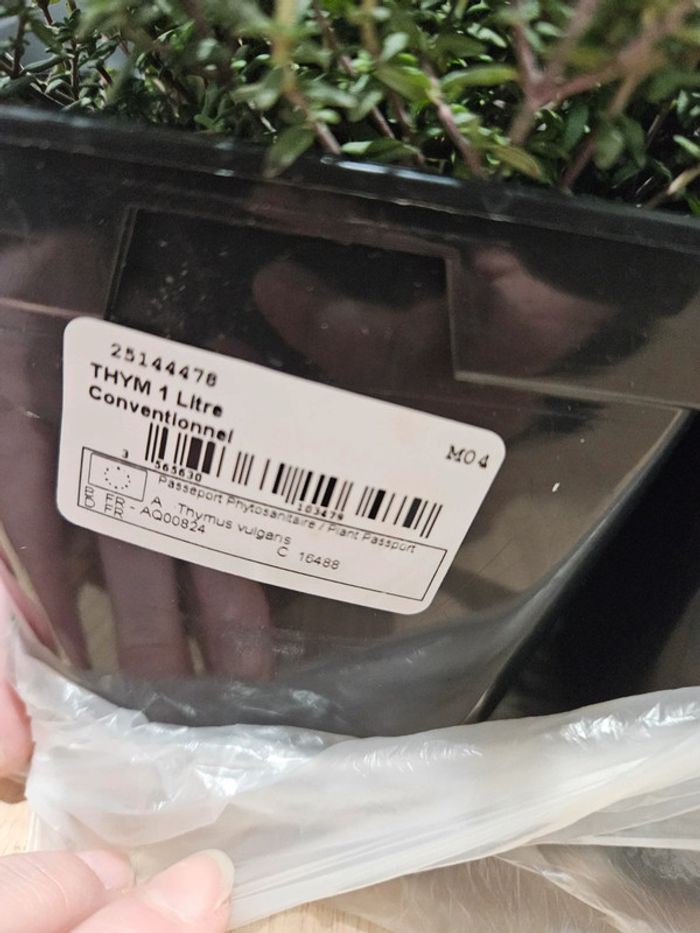 25144478
THYM 1 Litre
Conventionnel
M04
3 565630 103479
Passeport Phytosanitaire / Plant Passport
A Thymus vulgaris
B FR - AQ00824
C 16488
D FR